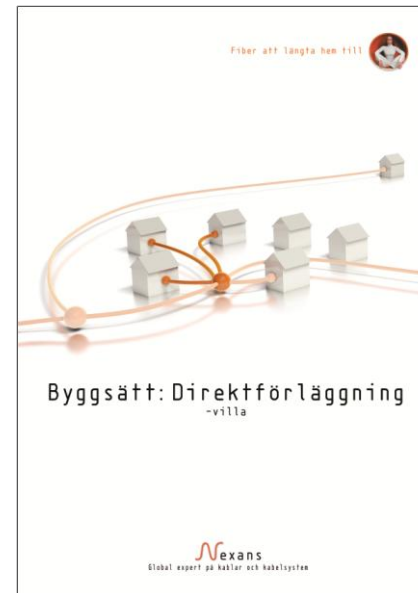 Fiber att längta hem till
Byggsätt: Direktförläggning
-villa
Nexans
Global expert på kablar och kabelsystem